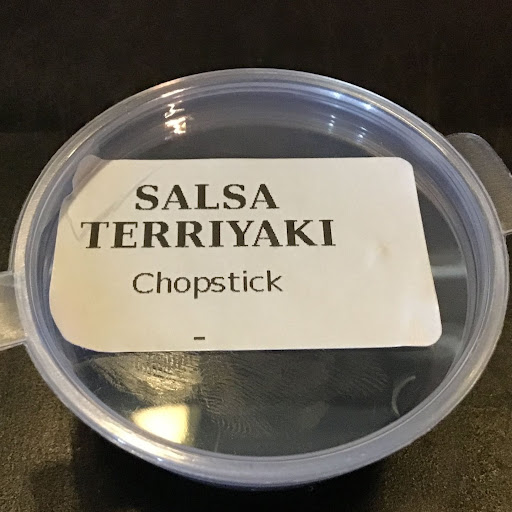 SALSA
TERRIYAKI
Chopstick
–